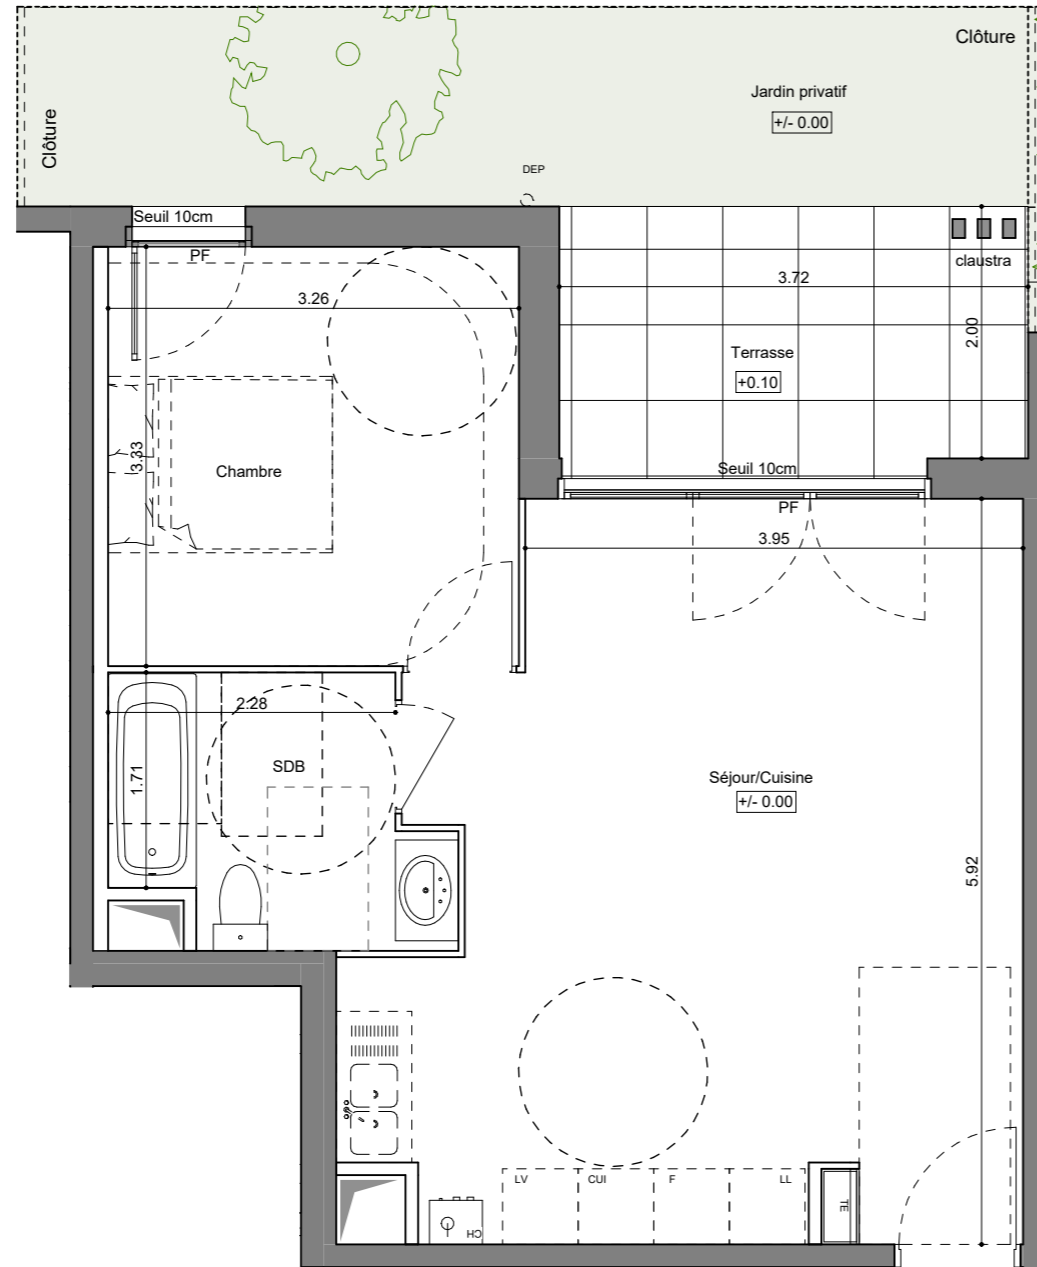 Clôture
Clôture
Jardin privatif
+/- 0.00
DEP
Seuil 10cm
PF
claustra
3.26
3.72
2.00
Terrasse
+0.10
3.33
Chambre
Seuil 10cm
PF
3.95
2.28
SDB
1.71
Séjour/Cuisine
+/- 0.00
5.92
LV
CUI
F
LL
TE
CH